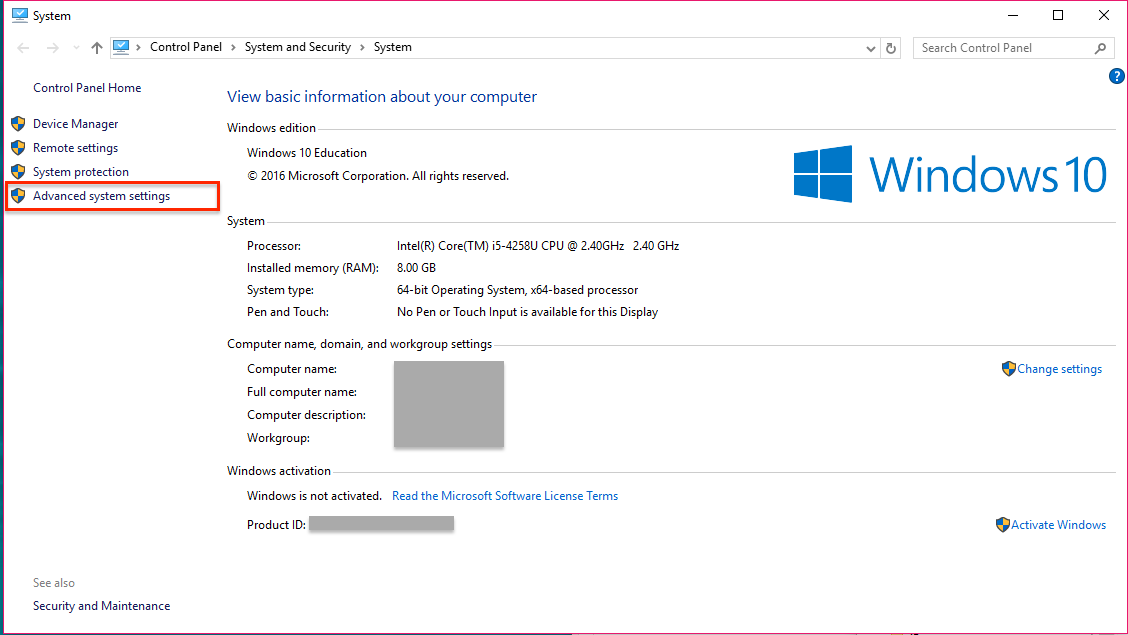 System
Control Panel > System and Security > System
Search Control Panel
?
Control Panel Home
Device Manager
Remote settings
System protection
Advanced system settings
View basic information about your computer
Windows edition
Windows 10 Education
© 2016 Microsoft Corporation. All rights reserved.
Windows 10
System
Processor: Intel(R) Core(TM) i5-4258U CPU @ 2.40GHz 2.40 GHz
Installed memory (RAM): 8.00 GB
System type: 64-bit Operating System, x64-based processor
Pen and Touch: No Pen or Touch Input is available for this Display
Computer name, domain, and workgroup settings
Computer name:
Change settings
Full computer name:
Computer description:
Workgroup:
Windows activation
Windows is not activated. Read the Microsoft Software License Terms
Product ID:
Activate Windows
See also
Security and Maintenance